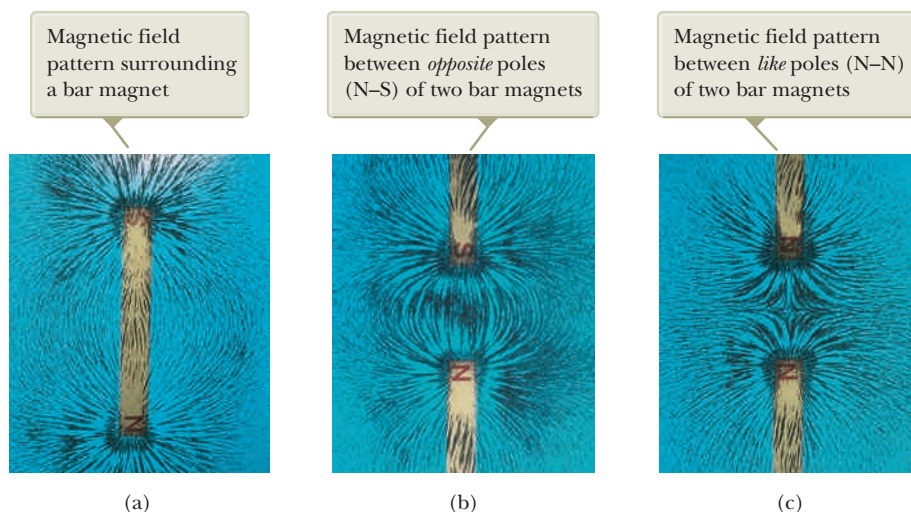 Magnetic field
pattern surrounding
a bar magnet
Magnetic field pattern
between opposite poles
(N–S) of two bar magnets
Magnetic field pattern
between like poles (N–N)
of two bar magnets
S
N
S
N
N
N
(a)
(b)
(c)